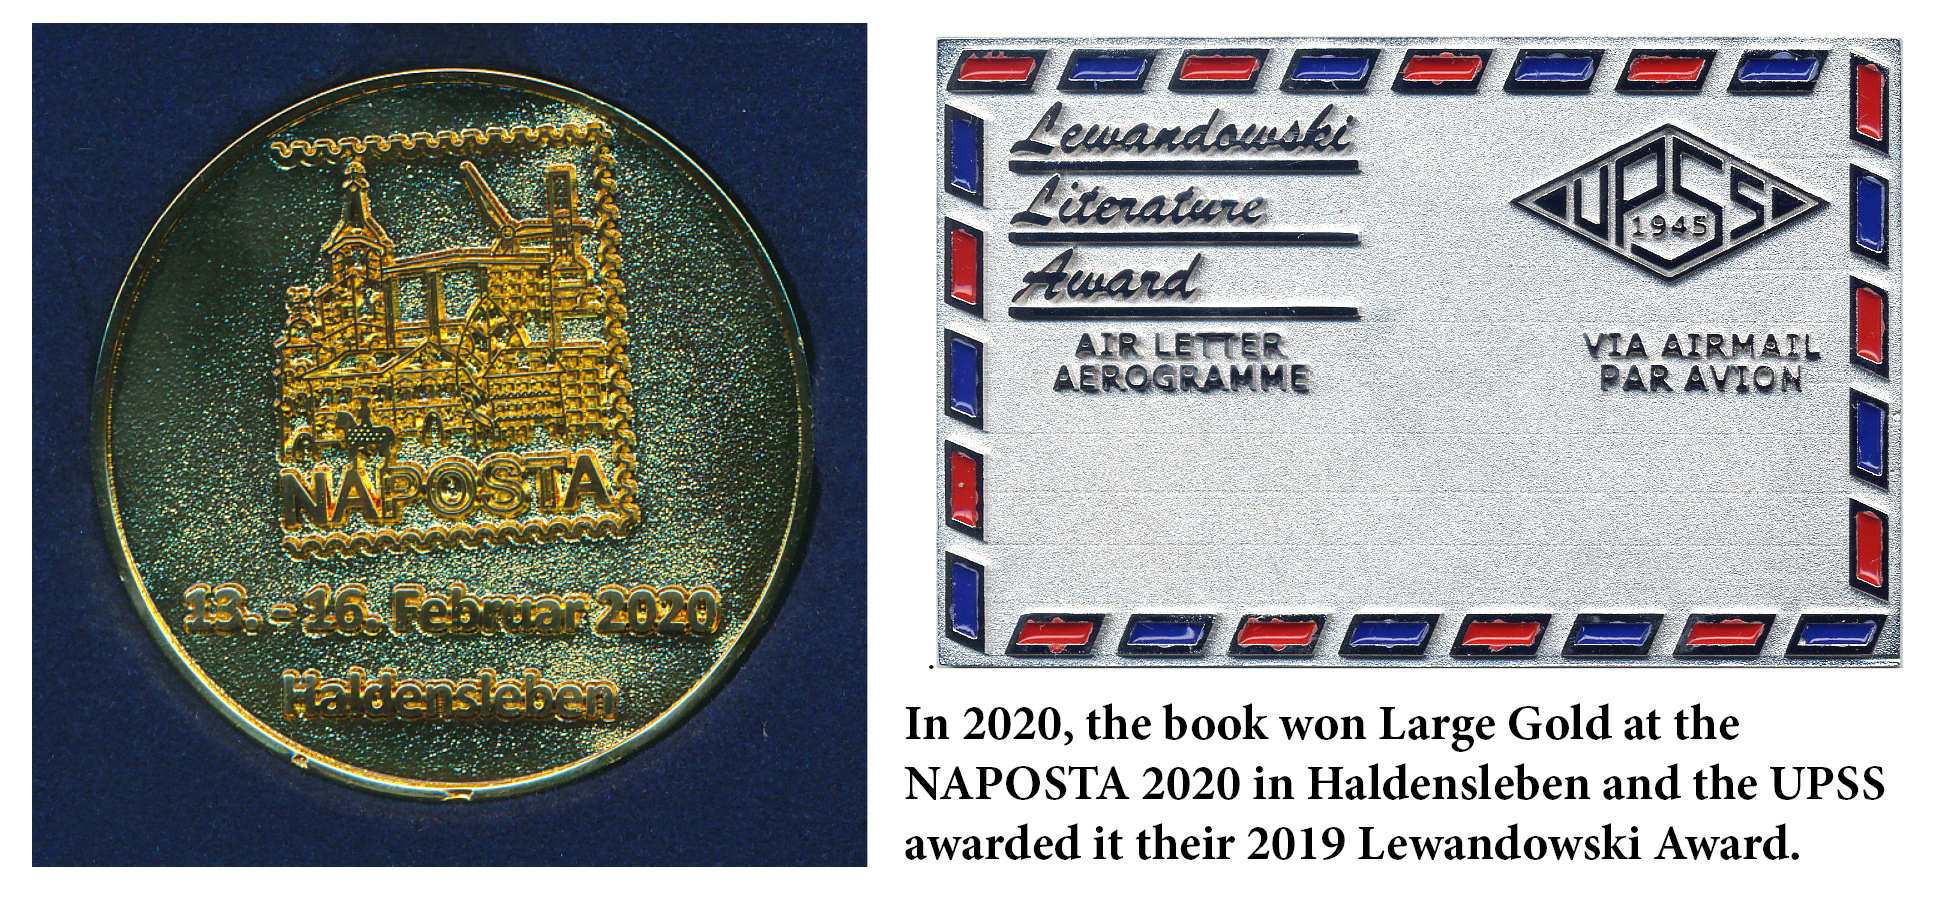 NAPOSTA
13. - 16. Februar 2020
Haldensleben
Lewandowski
Literature
Award
AIR LETTER
AEROGRAMME
UPSS
1945
VIA AIRMAIL
PAR AVION
In 2020, the book won Large Gold at the
NAPOSTA 2020 in Haldensleben and the UPSS
awarded it their 2019 Lewandowski Award.